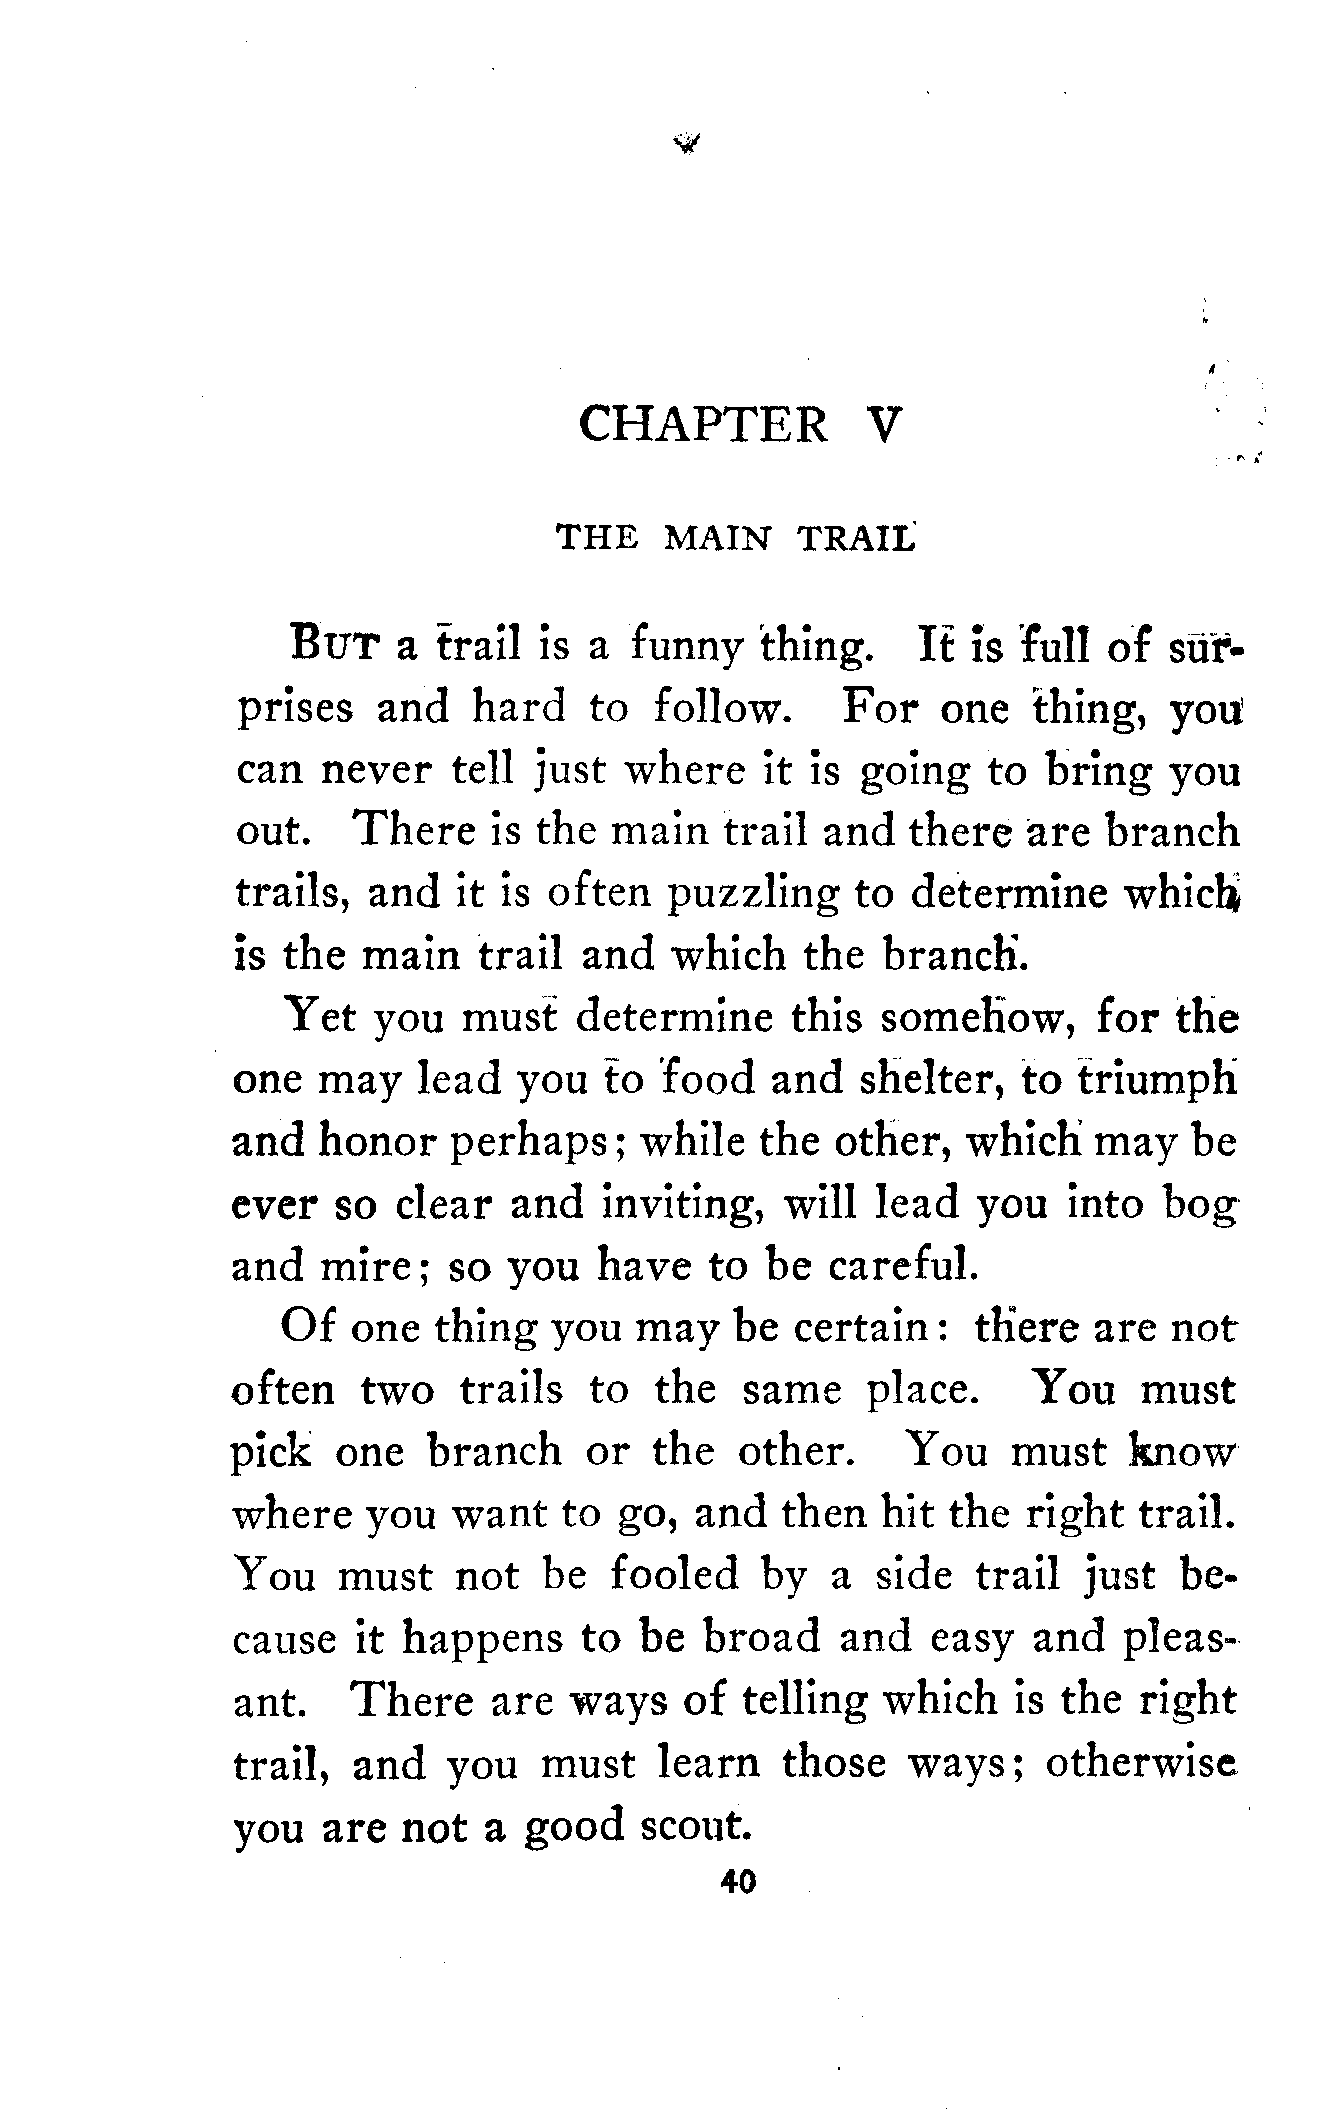 CHAPTER V
THE MAIN TRAIL
BUT a trail is a funny thing. It is full of sur-
prises and hard to follow. For one thing, you
can never tell just where it is going to bring you
out. There is the main trail and there are branch
trails, and it is often puzzling to determine which
is the main trail and which the branch.
Yet you must determine this somehow, for the
one may lead you to food and shelter, to triumph
and honor perhaps; while the other, which may be
ever so clear and inviting, will lead you into bog
and mire; so you have to be careful.
Of one thing you may be certain: there are not
often two trails to the same place. You must
pick one branch or the other. You must know
where you want to go, and then hit the right trail.
You must not be fooled by a side trail just be-
cause it happens to be broad and easy and pleas-
ant. There are ways of telling which is the right
trail, and you must learn those ways; otherwise
you are not a good scout.
40